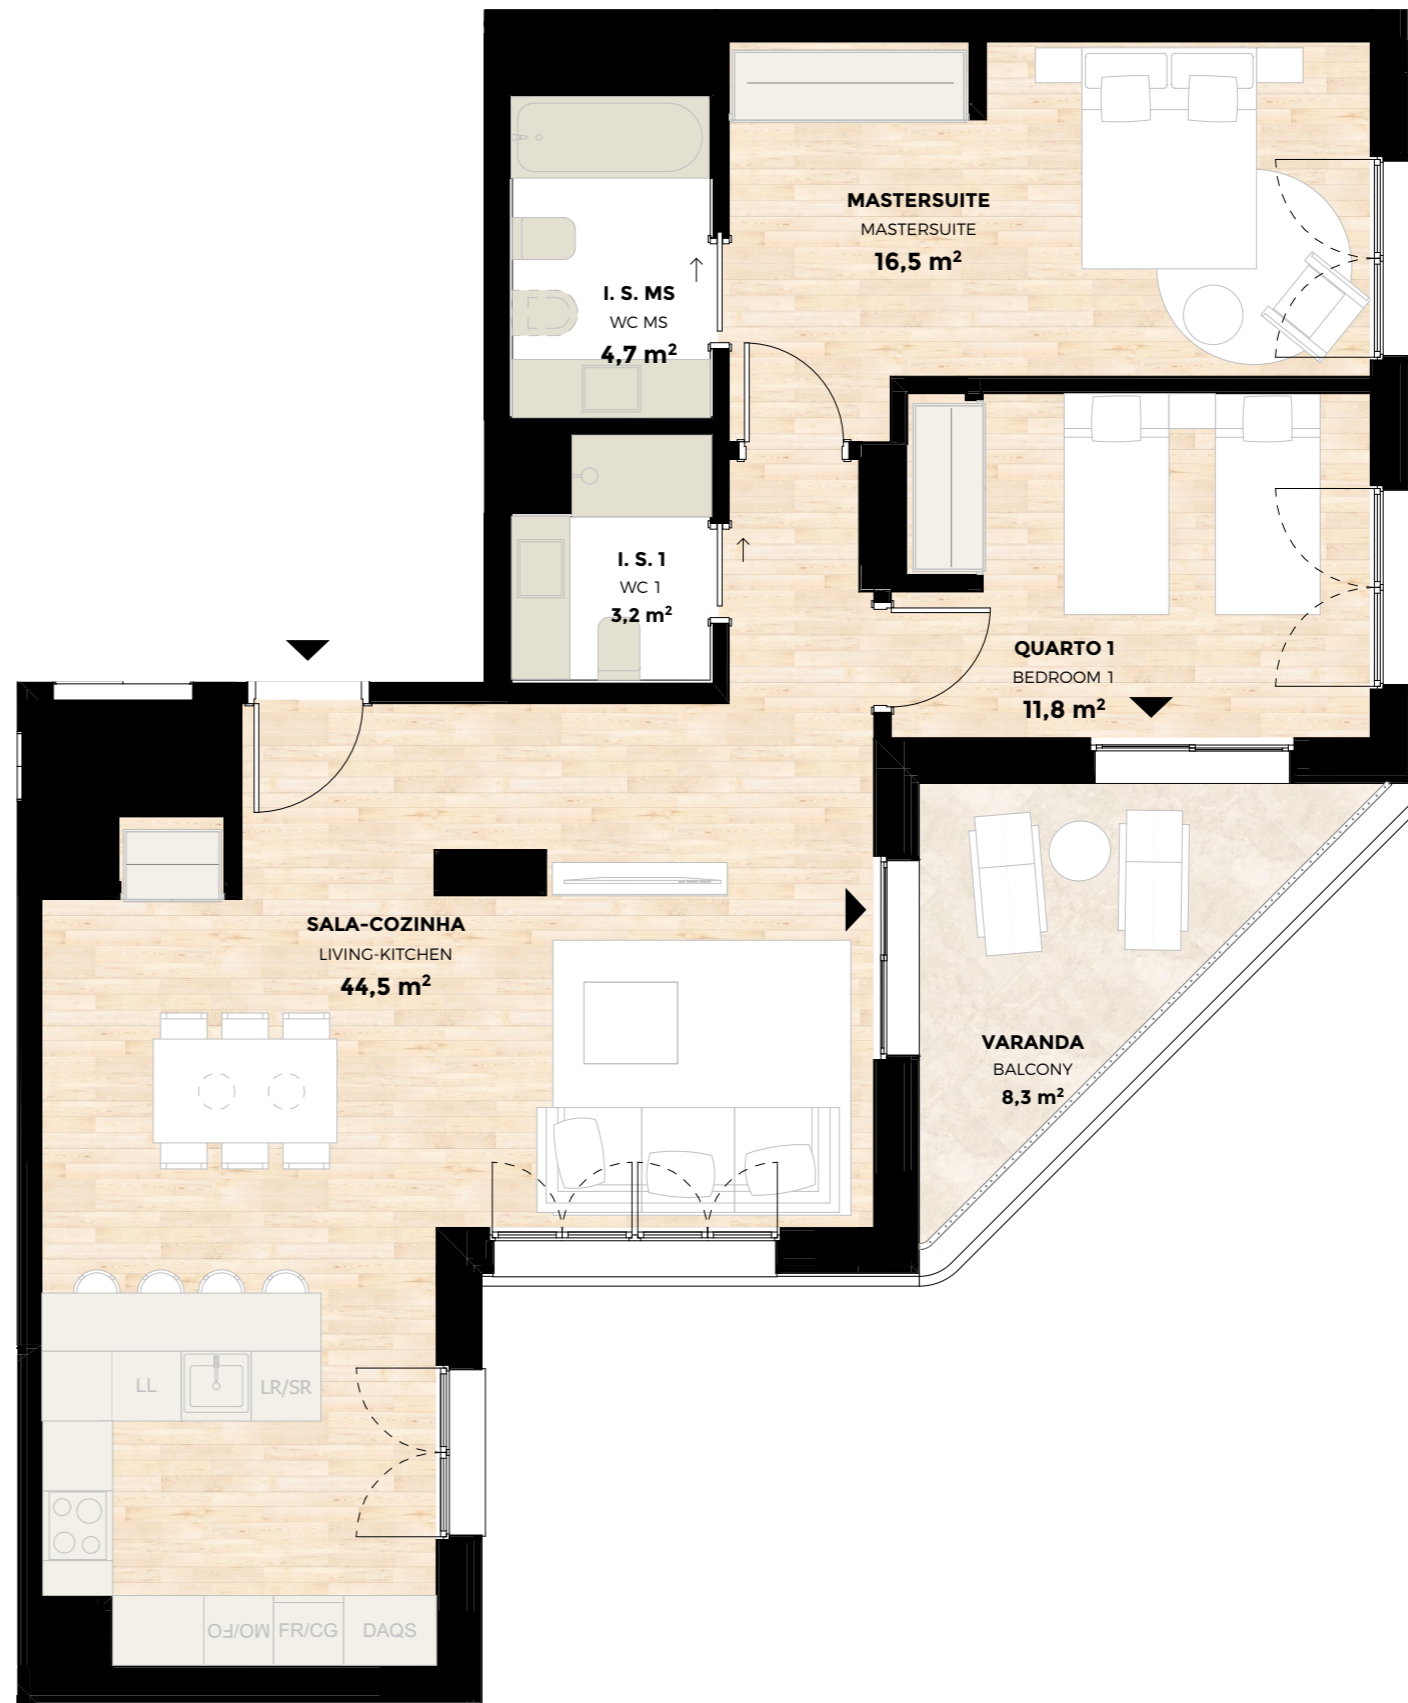 MASTERSUITE
MASTERSUITE
16,5 m²
I. S. MS
WC MS
4,7 m²
I. S. 1
WC 1
3,2 m²
QUARTO 1
BEDROOM 1
11,8 m²
SALA-COZINHA
LIVING-KITCHEN
44,5 m²
VARANDA
BALCONY
8,3 m²
LL
LR/SR
MO/FO
FR/CG
DAQS